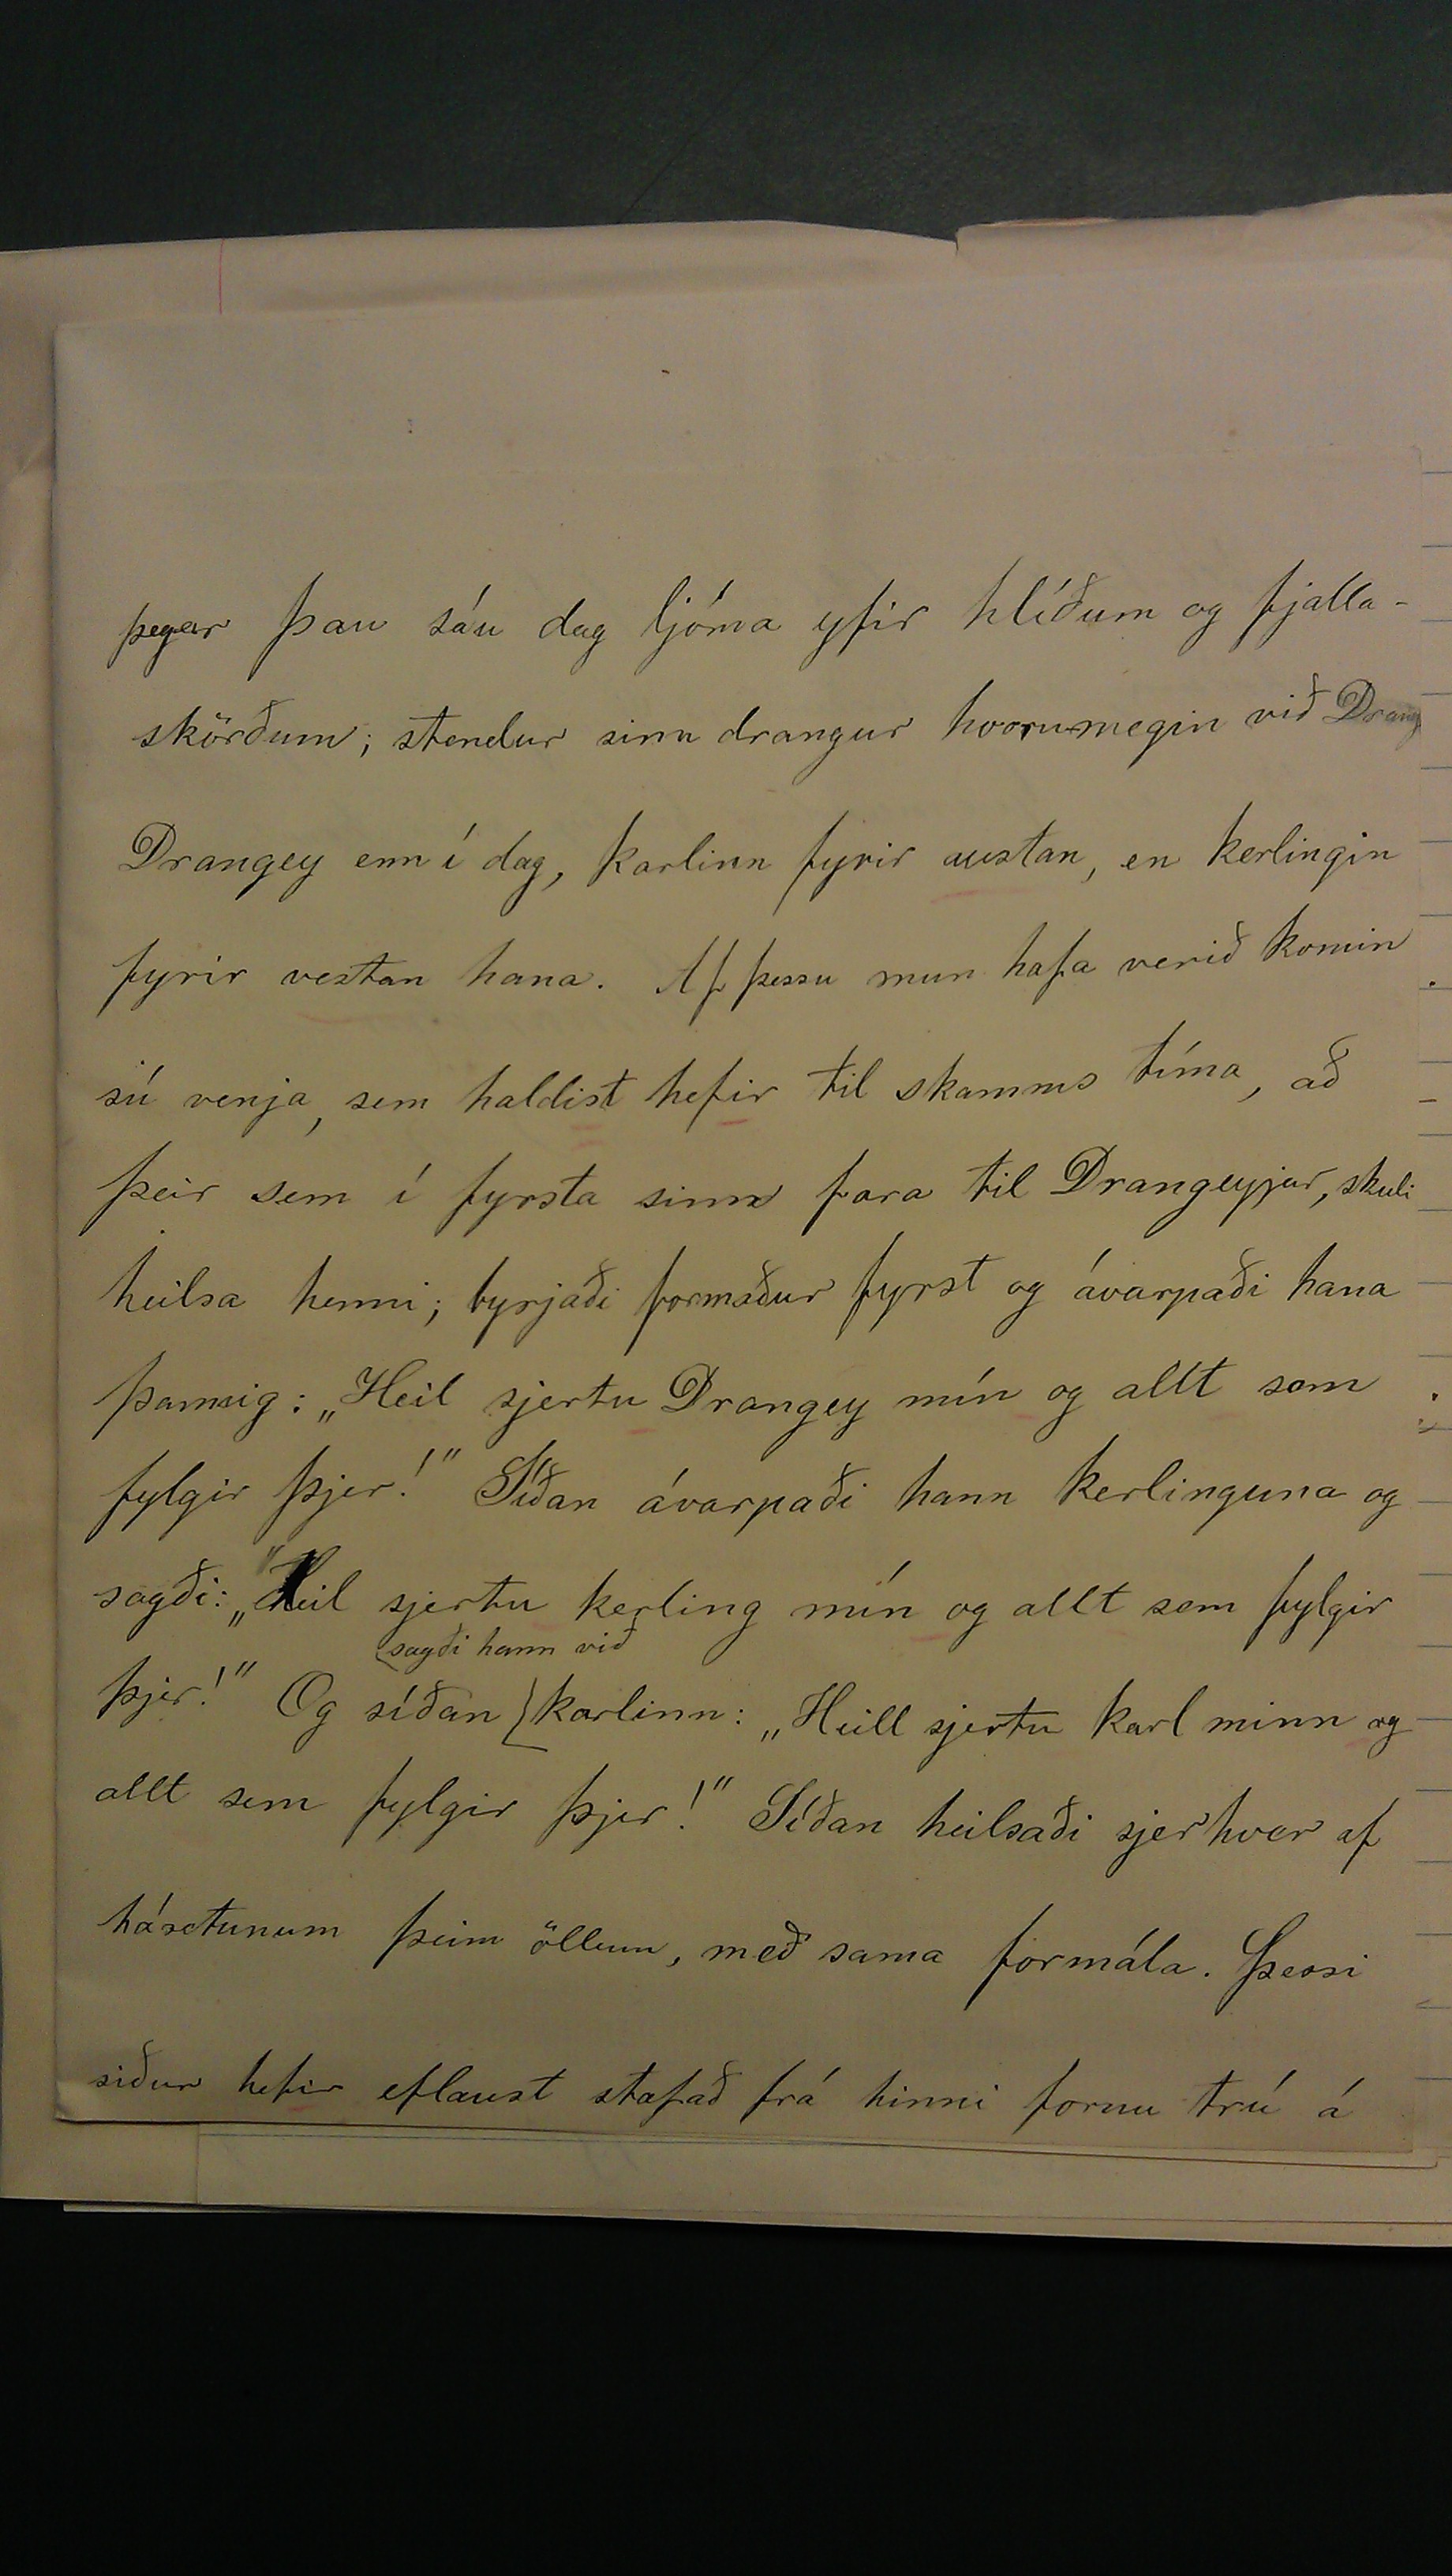 þegar þau sáu dag ljóma yfir hlíðum og fjalla-
skörðum; stendur sinn drangur hvorumegin við Drang
Drangey enn í dag, karlinn fyrir austan, en kerlingin
fyrir vestan hana. Af þessu mun hafa verið komin
sú venja, sem haldist hefir til skamms tíma, að
þeir sem í fyrsta sinn fara til Drangeyjar, skuli
heilsa henni; byrjaði formaður fyrst og ávarpaði hana
þannig: „Heil sjertu Drangey mín og allt sem
fylgir þjer!" Síðan ávarpaði hann kerlinguna og
sagði: „Heil sjertu kerling mín og allt sem fylgir
sagði hann við
þjer!" Og síðan karlinn: „Heill sjertu karl minn og
allt sem fylgir þjer!" Síðan heilsaði sjerhver af
hásetunum þeim öllum, með sama formála. Þessi
siður hefir eflaust stafað frá hinni fornu trú á